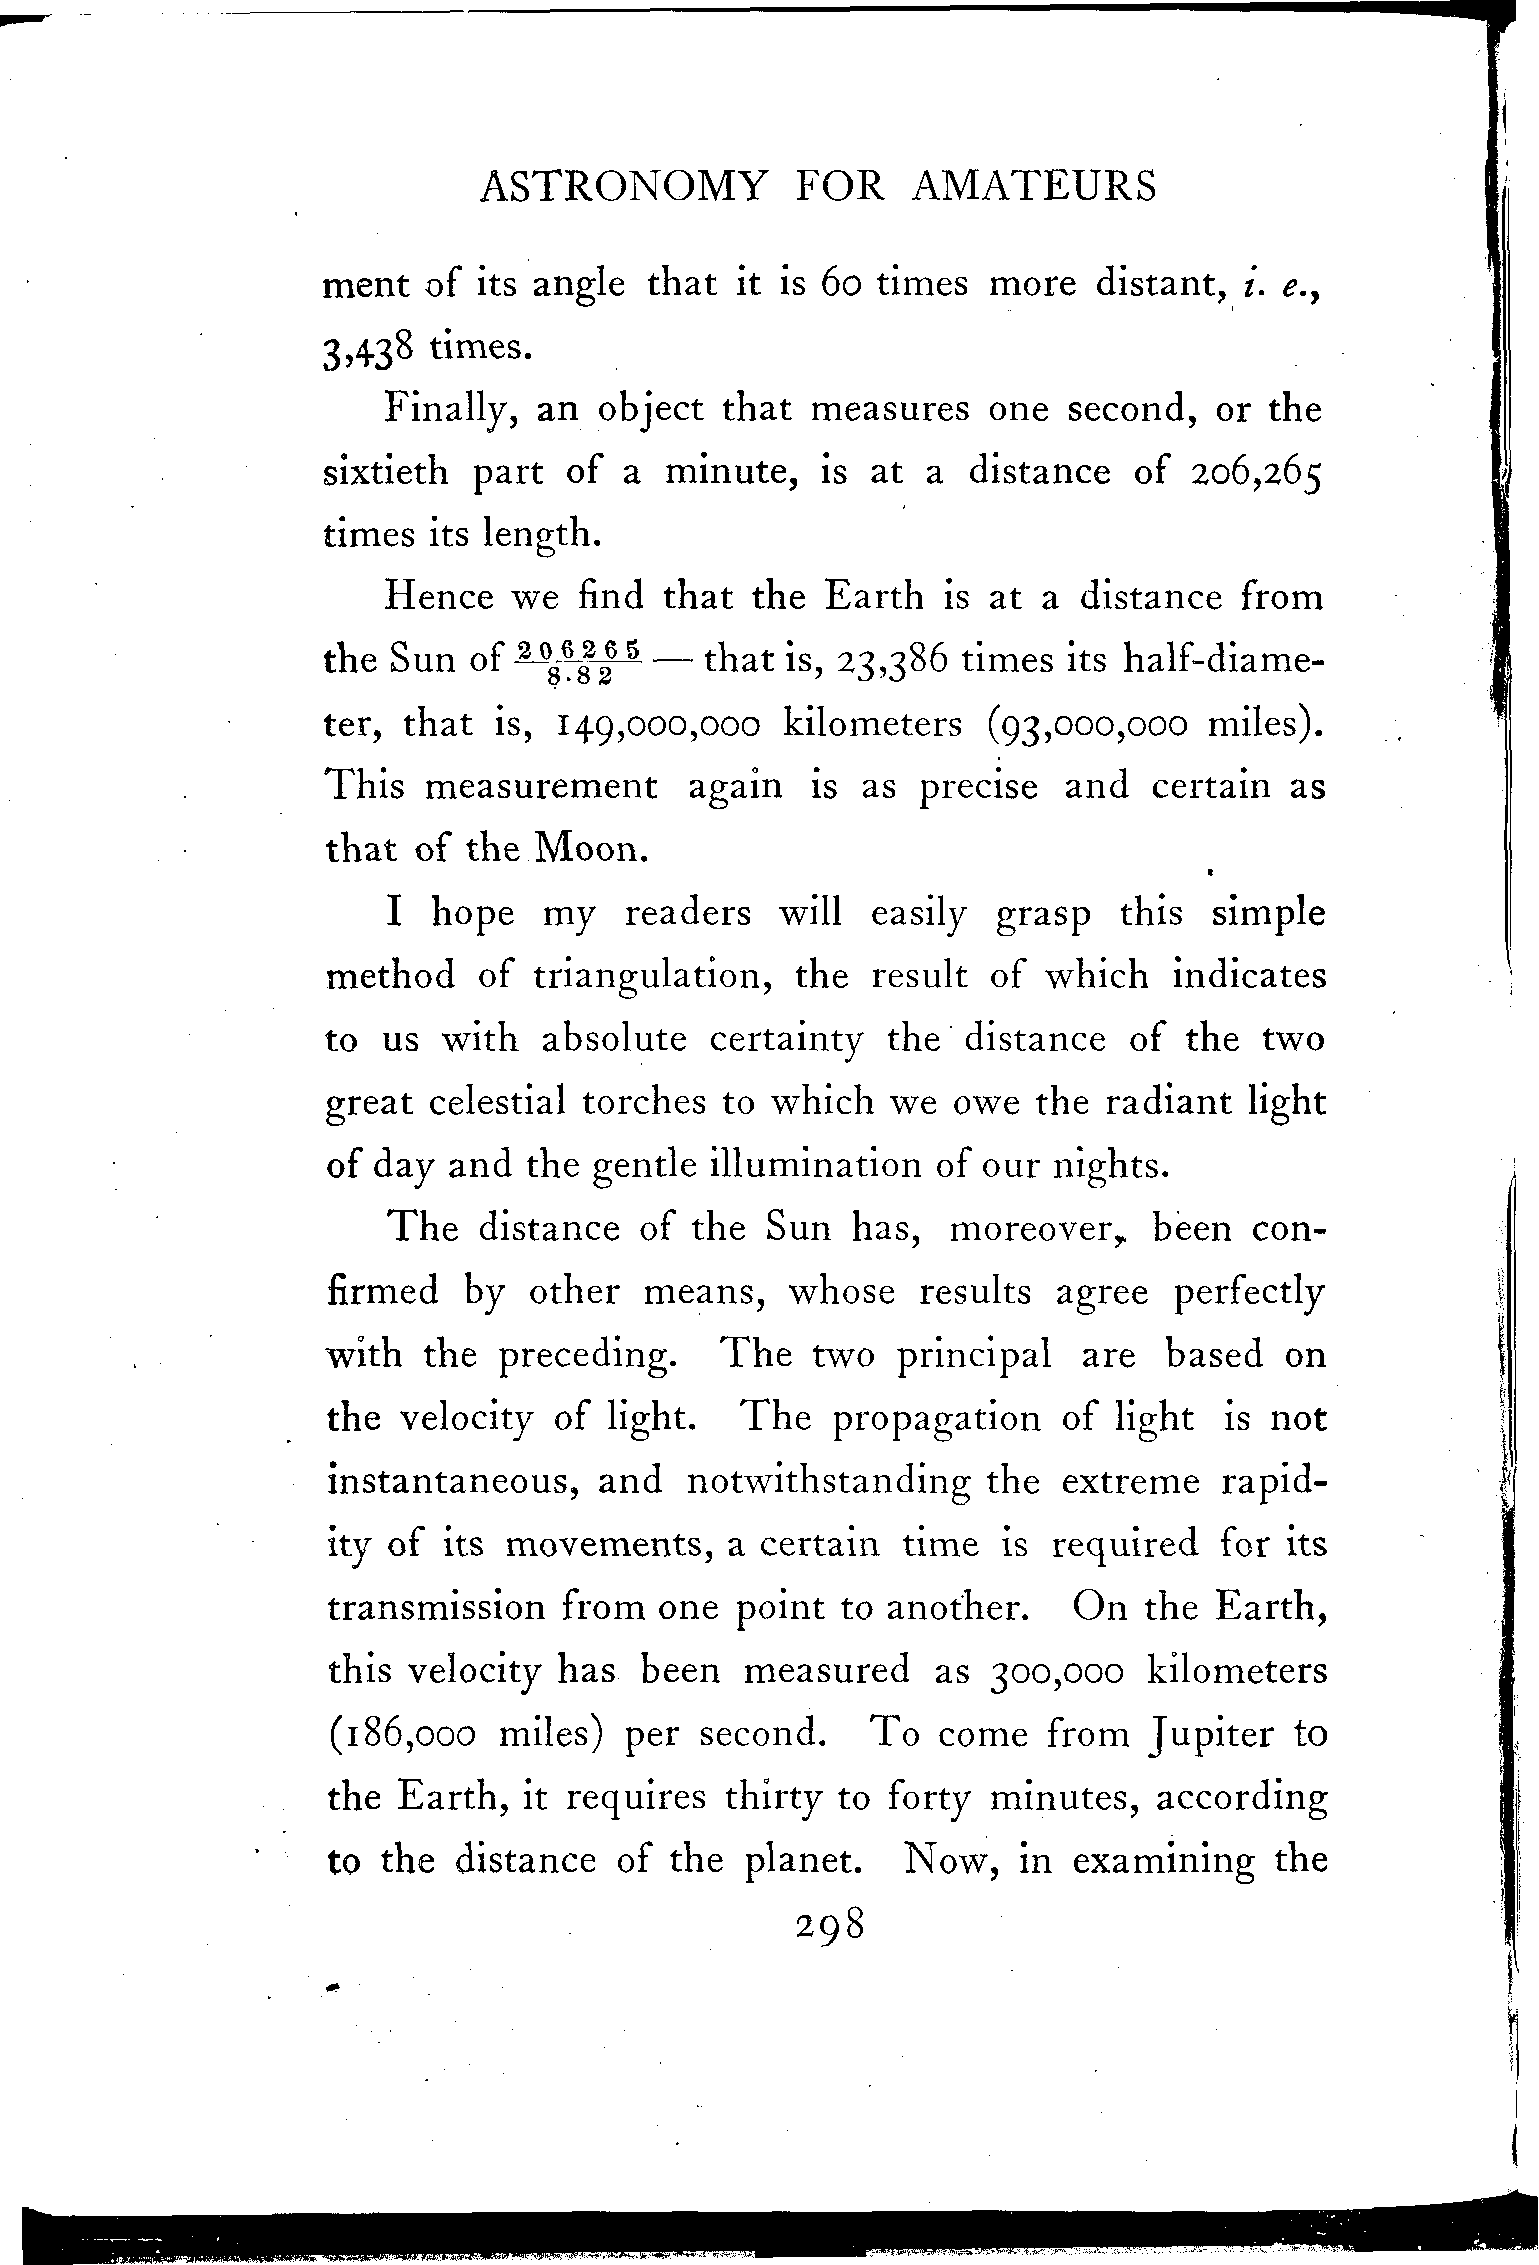 ASTRONOMY FOR AMATEURS
ment of its angle that it is 60 times more distant, i. e.,
3,438 times.
Finally, an object that measures one second, or the
sixtieth part of a minute, is at a distance of 206,265
times its length.
Hence we find that the Earth is at a distance from
the Sun of 206265/8.82 — that is, 23,386 times its half-diame-
ter, that is, 149,000,000 kilometers (93,000,000 miles).
This measurement again is as precise and certain as
that of the Moon.
I hope my readers will easily grasp this simple
method of triangulation, the result of which indicates
to us with absolute certainty the distance of the two
great celestial torches to which we owe the radiant light
of day and the gentle illumination of our nights.
The distance of the Sun has, moreover, been con-
firmed by other means, whose results agree perfectly
with the preceding. The two principal are based on
the velocity of light. The propagation of light is not
instantaneous, and notwithstanding the extreme rapid-
ity of its movements, a certain time is required for its
transmission from one point to another. On the Earth,
this velocity has been measured as 300,000 kilometers
(186,000 miles) per second. To come from Jupiter to
the Earth, it requires thirty to forty minutes, according
to the distance of the planet. Now, in examining the
298